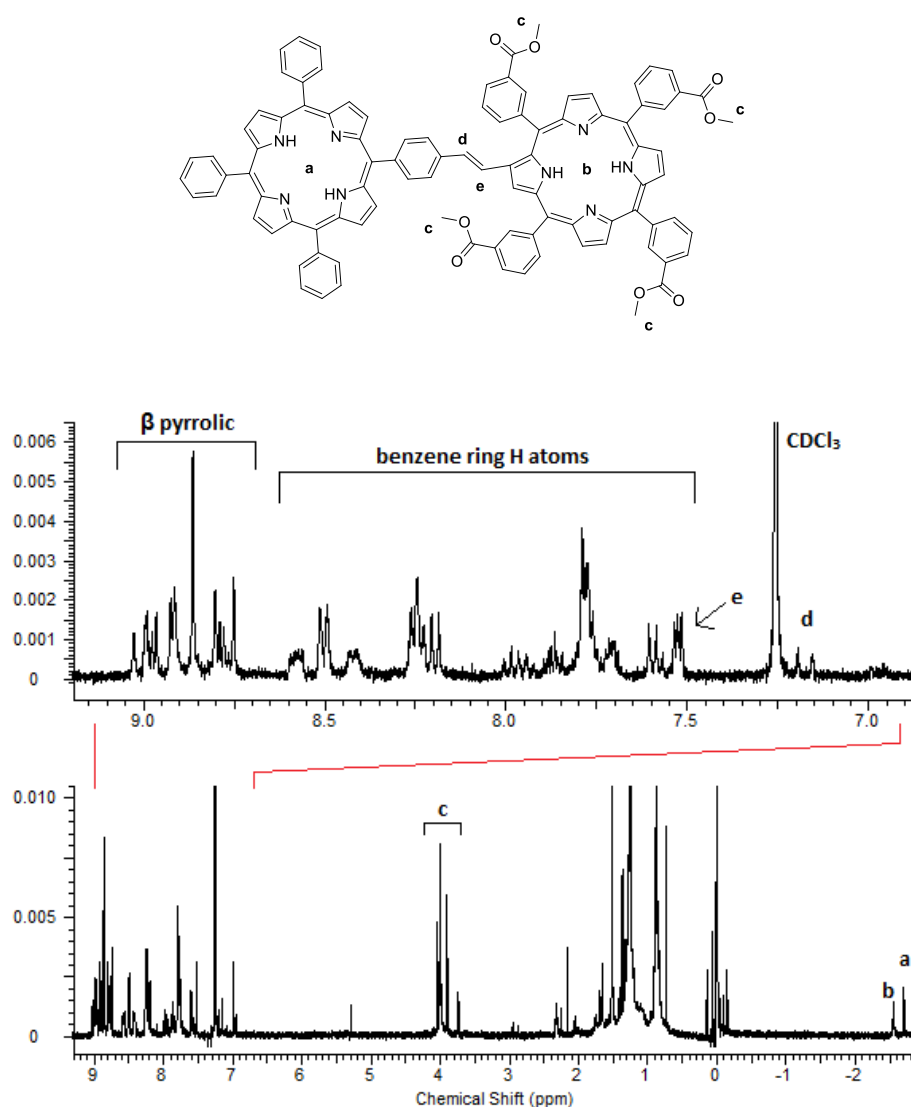 c
O
O
c
O
O
O
O
O
O
N
N
NH
NH
HN
HN
N
N
a
b
d
e
c
c
β pyrrolic
benzene ring H atoms
CDCl₃
e
d
0.006
0.005
0.004
0.003
0.002
0.001
0
9.0 8.5 8.0 7.5 7.0
c
a
b
0.010
0.005
0
9 8 7 6 5 4 3 2 1 0 -1 -2
Chemical Shift (ppm)